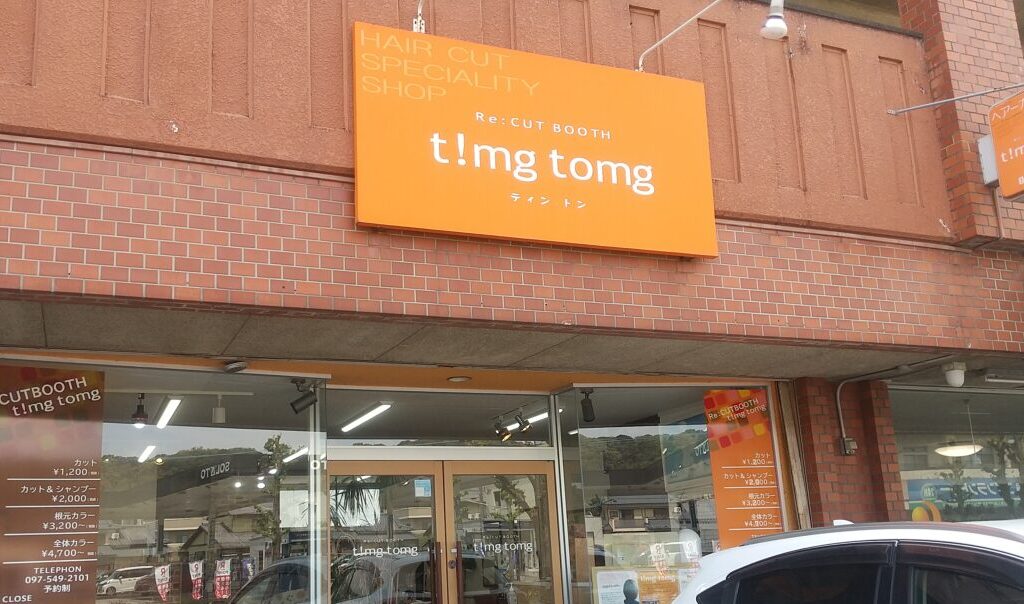 HAIR CUT
SPECIALITY
SHOP
Re:CUT BOOTH
t!mg tomg
ティン トン
t!mg
CUTBOOTH
t!mg tomg
カット
¥1,200
カット&シャンプー
¥2,000
根元カラー
¥3,200～
全体カラー
¥4,700～
TELEPHON
097-549-2101
予約制
CLOSE
t!mg tomg
t!mg tomg
Re:CUTBOOTH
t!mg tomg
カット
¥1,200
カット&シャンプー
¥2,000
根元カラー
¥3,200～
全体カラー